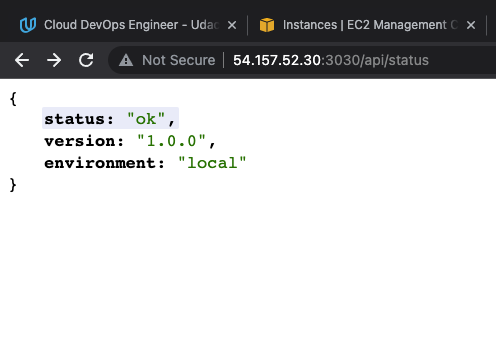 Cloud DevOps Engineer - Udac
Instances | EC2 Management C
Not Secure | 54.157.52.30:3030/api/status
{
status: "ok",
version: "1.0.0",
environment: "local"
}